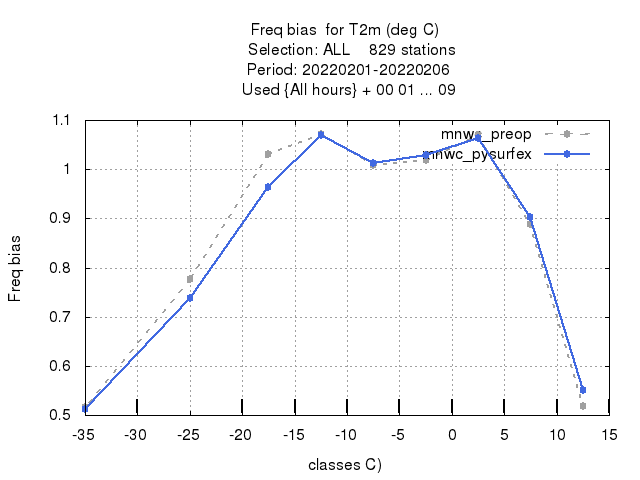 Freq bias  for T2m (deg C)
Selection: ALL    829 stations
Period: 20220201-20220206
Used {All hours} + 00 01 ... 09
1.1
1
0.9
0.8
0.7
0.6
0.5
Freq bias
mnwc_preop
mnwc_pysurfex
-35 -30 -25 -20 -15 -10 -5 0 5 10 15
classes C)